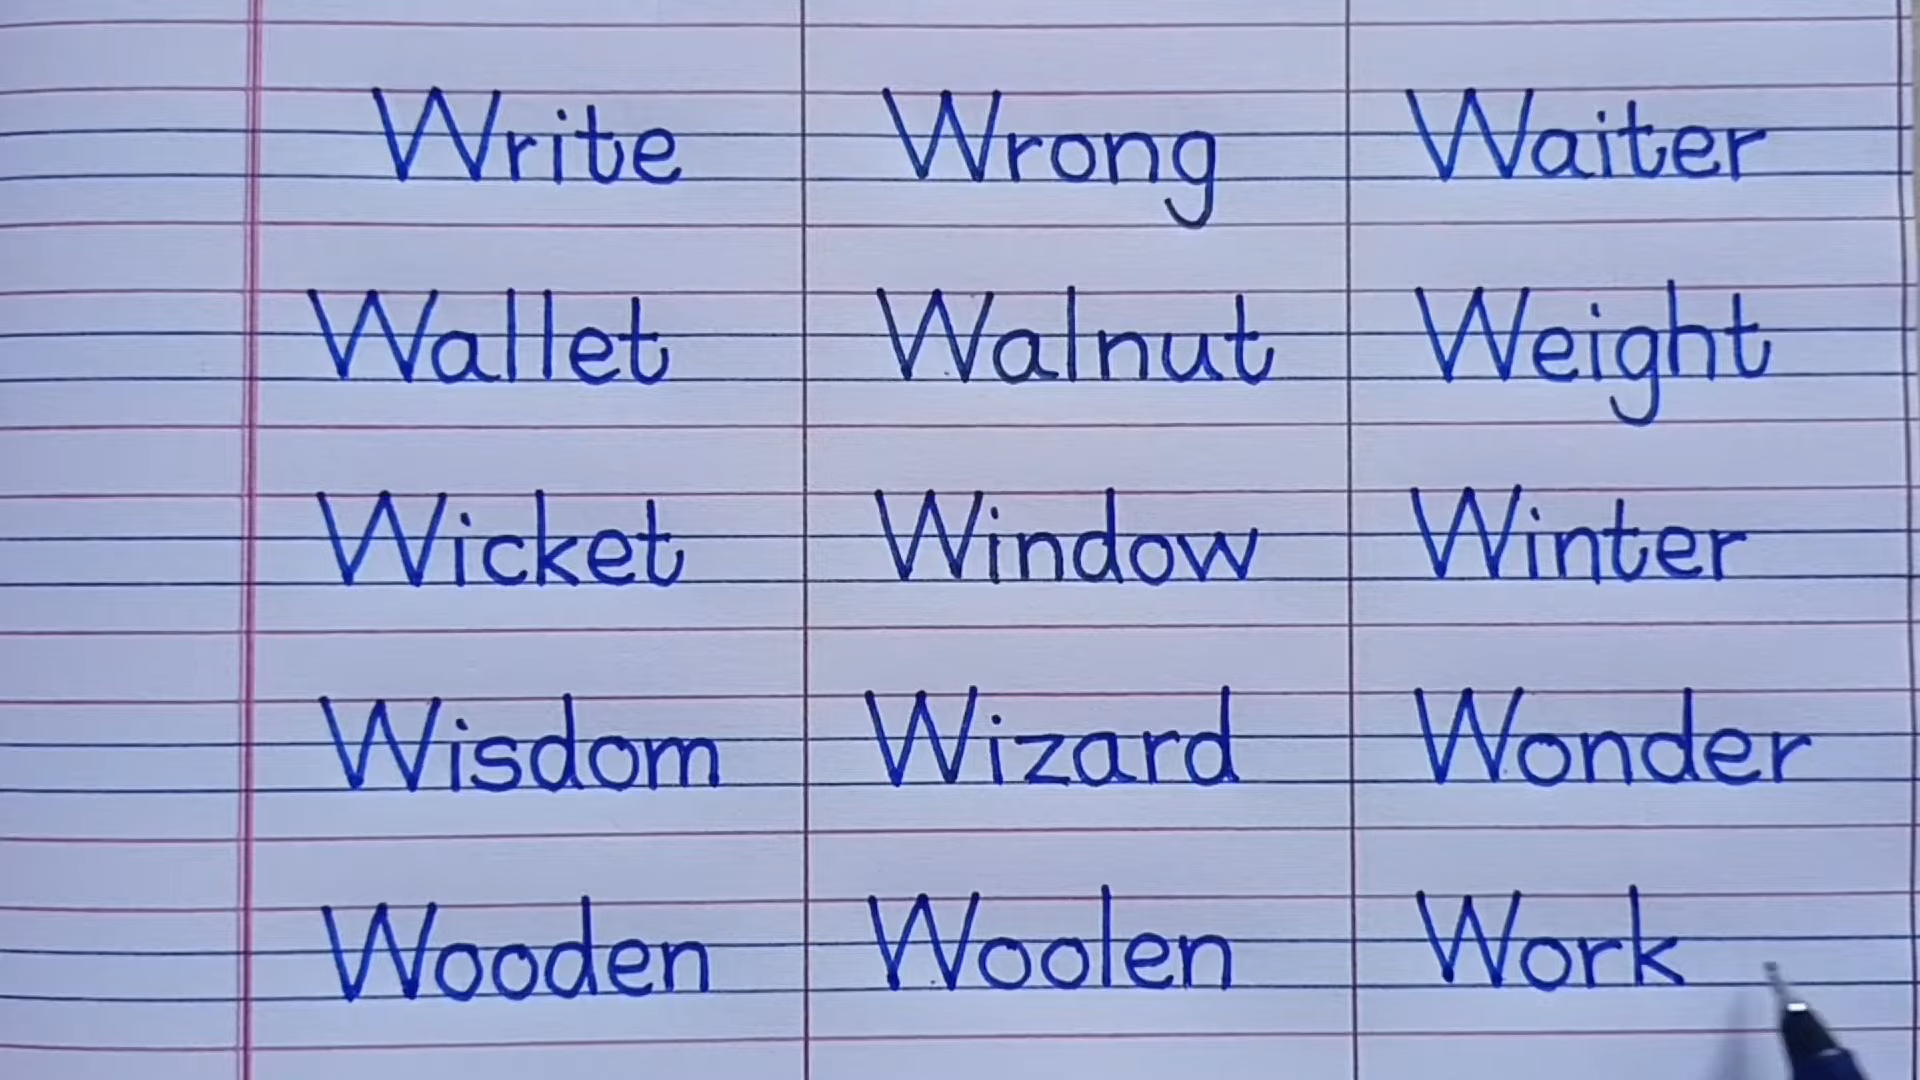 Write Wrong Waiter
Wallet Walnut Weight
Wicket Window Winter
Wisdom Wizard Wonder
Wooden Woolen Work